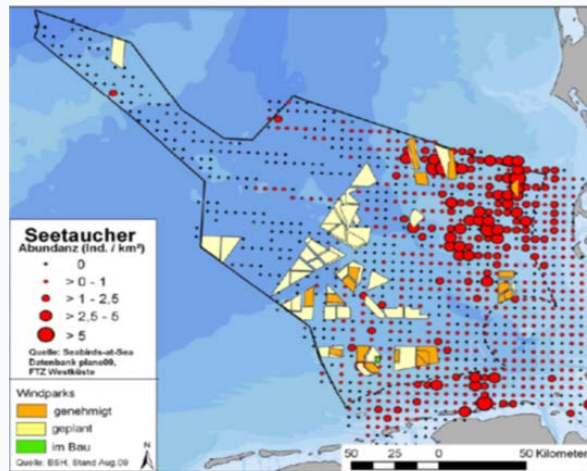 Seetaucher
Abundanz (Ind. / km²)
0
> 0 - 1
> 1 - 2,5
> 2,5 - 5
> 5
Quelle: Seabirds-at-Sea
Datenbank plano09,
FTZ Westküste
Windparks
genehmigt
geplant
im Bau
N
Quelle: BSH, Stand Aug.09
50 25 0 50 Kilometer